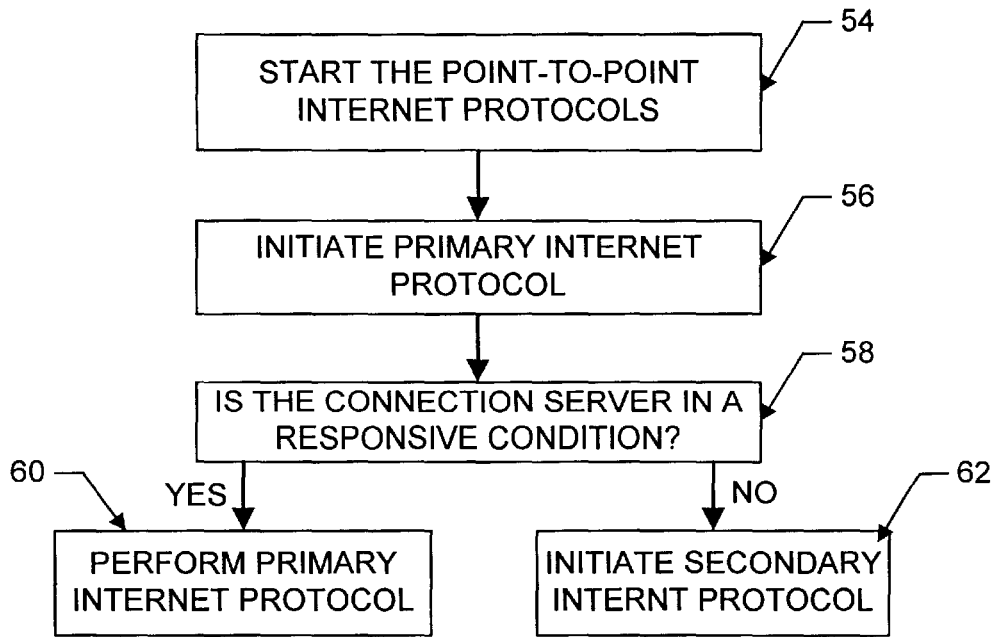 54
START THE POINT-TO-POINT
INTERNET PROTOCOLS
56
INITIATE PRIMARY INTERNET
PROTOCOL
58
IS THE CONNECTION SERVER IN A
RESPONSIVE CONDITION?
60
YES
NO
62
PERFORM PRIMARY
INTERNET PROTOCOL
INITIATE SECONDARY
INTERNT PROTOCOL